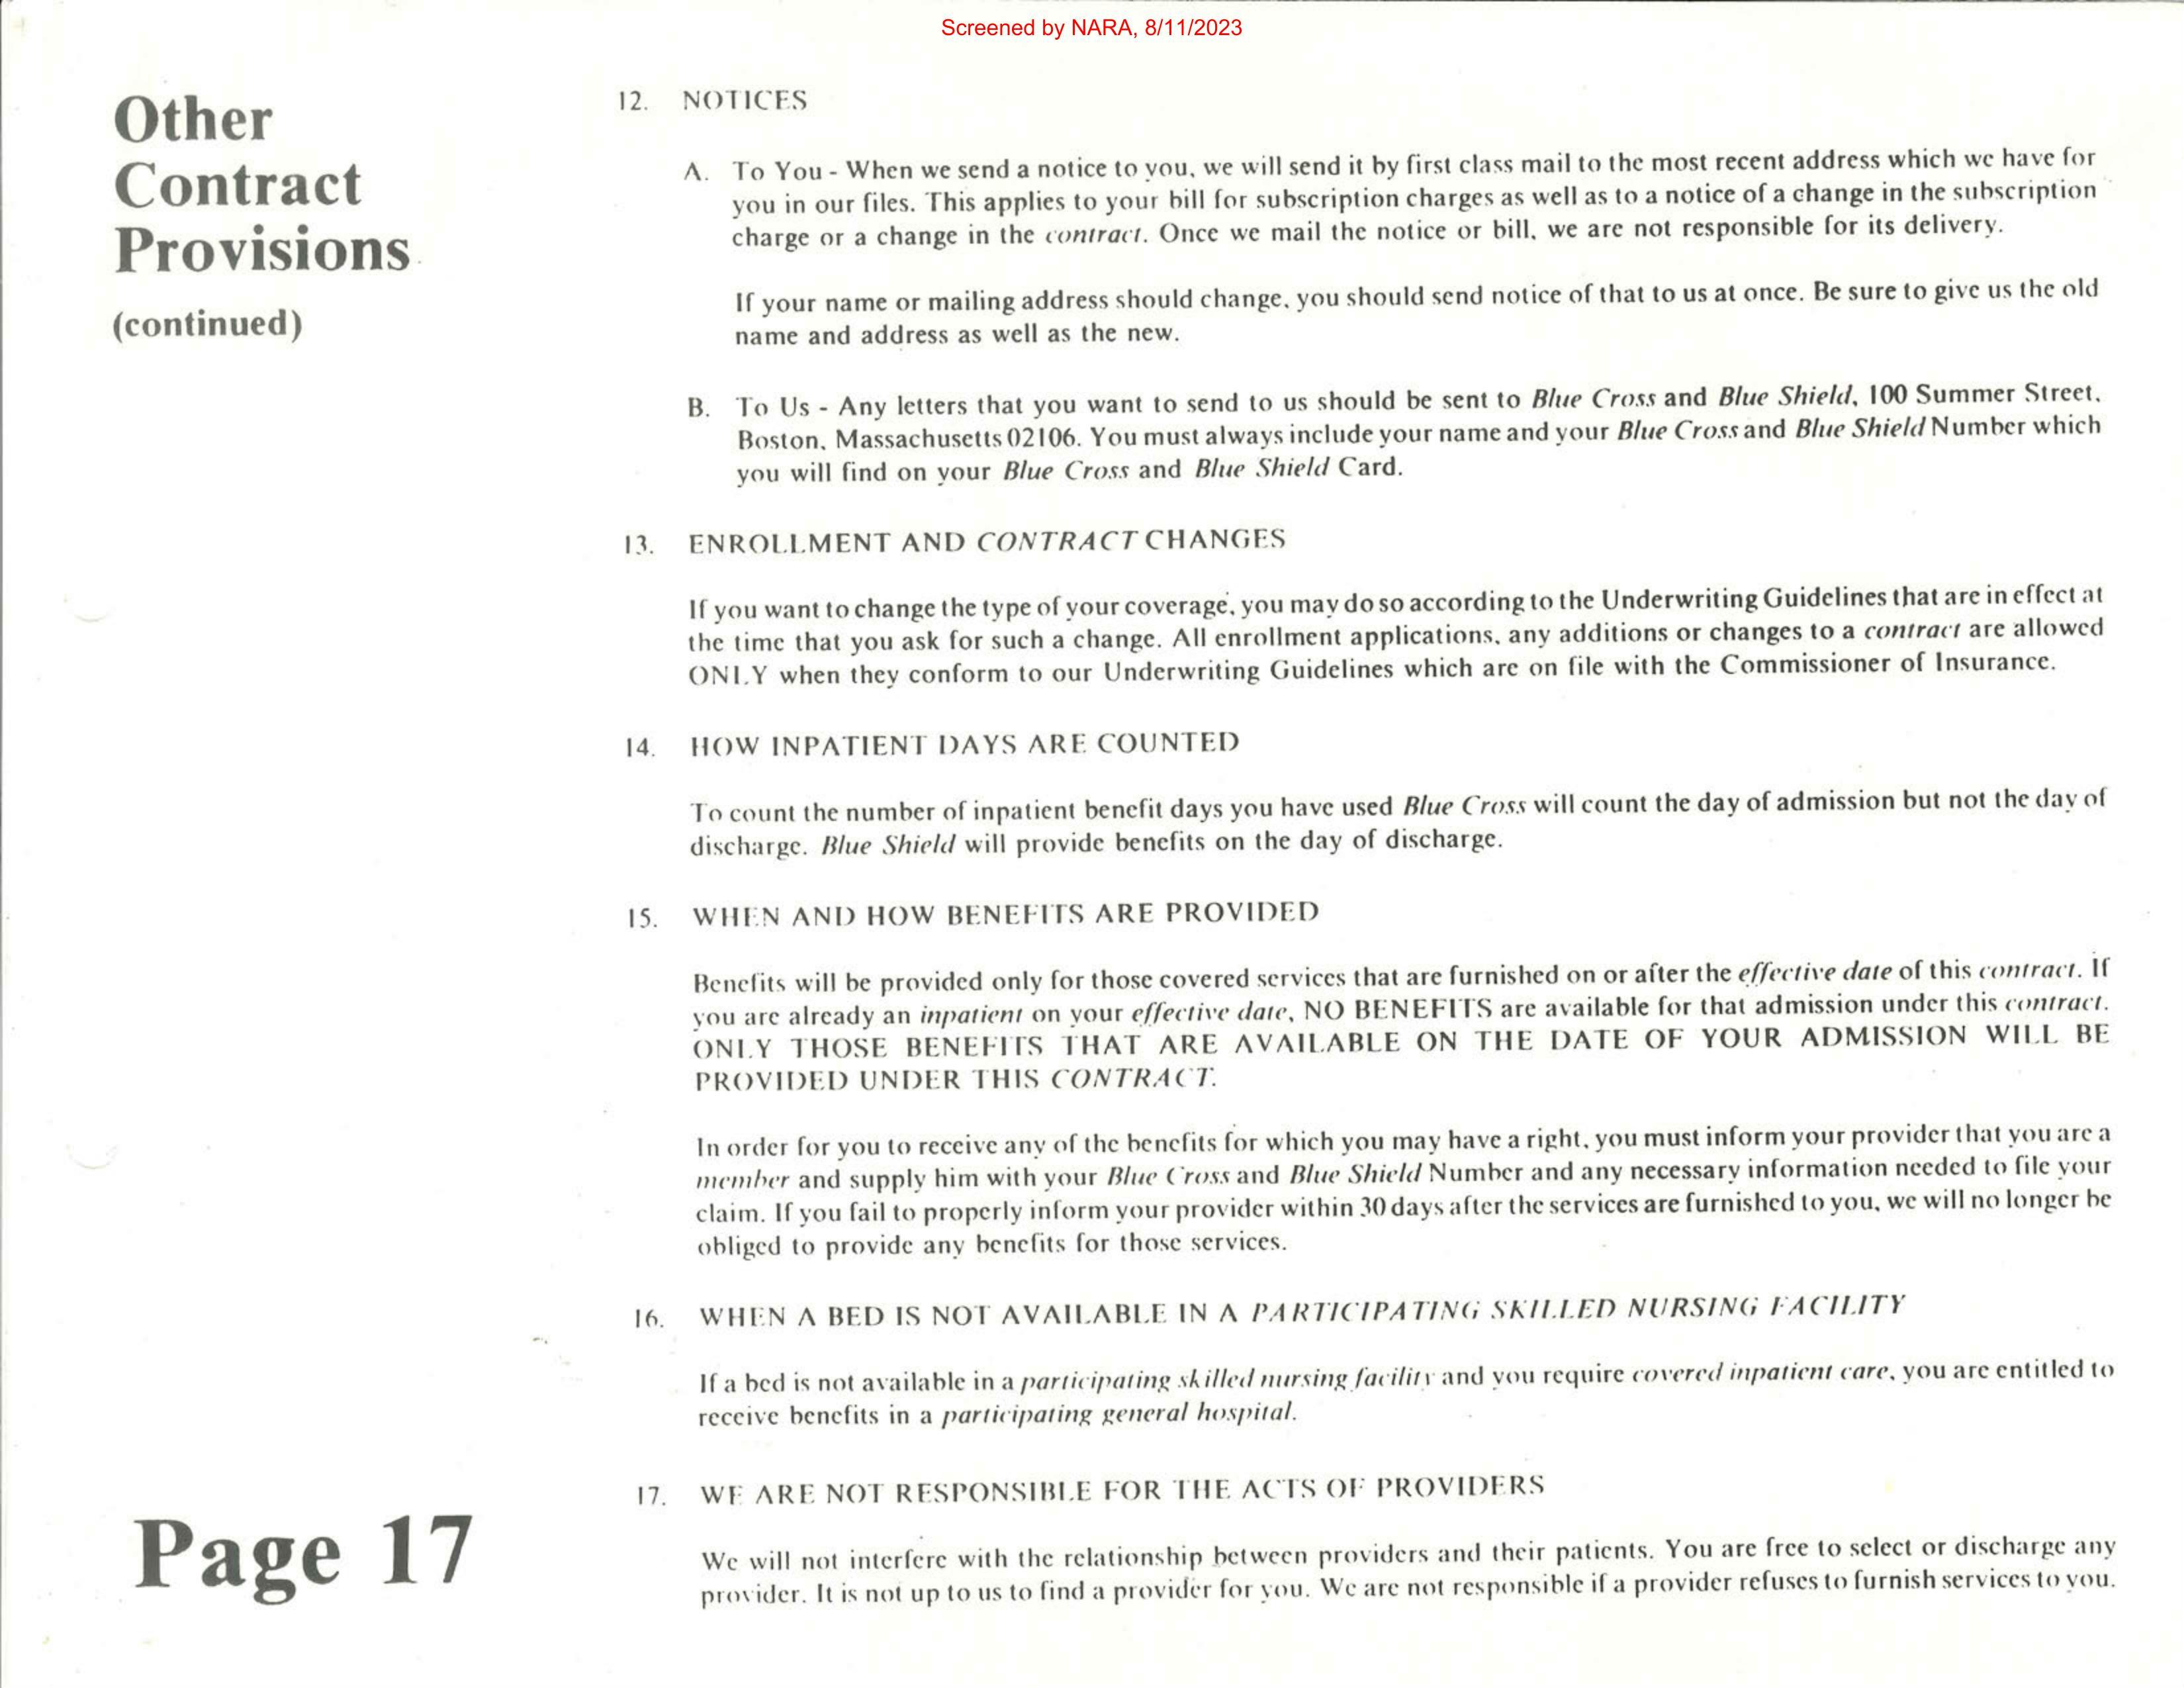 Screened by NARA, 8/11/2023
Other
Contract
Provisions
(continued)
12. NOTICES
A. To You - When we send a notice to you, we will send it by first class mail to the most recent address which we have for
you in our files. This applies to your bill for subscription charges as well as to a notice of a change in the subscription
charge or a change in the contract. Once we mail the notice or bill, we are not responsible for its delivery.
If your name or mailing address should change, you should send notice of that to us at once. Be sure to give us the old
name and address as well as the new.
B. To Us - Any letters that you want to send to us should be sent to Blue Cross and Blue Shield, 100 Summer Street,
Boston, Massachusetts 02106. You must always include your name and your Blue Cross and Blue Shield Number which
you will find on your Blue Cross and Blue Shield Card.
13. ENROLLMENT AND CONTRACT CHANGES
If you want to change the type of your coverage, you may do so according to the Underwriting Guidelines that are in effect at
the time that you ask for such a change. All enrollment applications, any additions or changes to a contract are allowed
ONLY when they conform to our Underwriting Guidelines which are on file with the Commissioner of Insurance.
14. HOW INPATIENT DAYS ARE COUNTED
To count the number of inpatient benefit days you have used Blue Cross will count the day of admission but not the day of
discharge. Blue Shield will provide benefits on the day of discharge.
15. WHEN AND HOW BENEFITS ARE PROVIDED
Benefits will be provided only for those covered services that are furnished on or after the effective date of this contract. If
you are already an inpatient on your effective date, NO BENEFITS are available for that admission under this contract.
ONLY THOSE BENEFITS THAT ARE AVAILABLE ON THE DATE OF YOUR ADMISSION WILL BE
PROVIDED UNDER THIS CONTRACT.
In order for you to receive any of the benefits for which you may have a right, you must inform your provider that you are a
member and supply him with your Blue Cross and Blue Shield Number and any necessary information needed to file your
claim. If you fail to properly inform your provider within 30 days after the services are furnished to you, we will no longer be
obliged to provide any benefits for those services.
16. WHEN A BED IS NOT AVAILABLE IN A PARTICIPATING SKILLED NURSING FACILITY
If a bed is not available in a participating skilled nursing facility and you require covered inpatient care, you are entitled to
receive benefits in a participating general hospital.
17. WE ARE NOT RESPONSIBLE FOR THE ACTS OF PROVIDERS
We will not interfere with the relationship between providers and their patients. You are free to select or discharge any
provider. It is not up to us to find a provider for you. We are not responsible if a provider refuses to furnish services to you.
Page 17